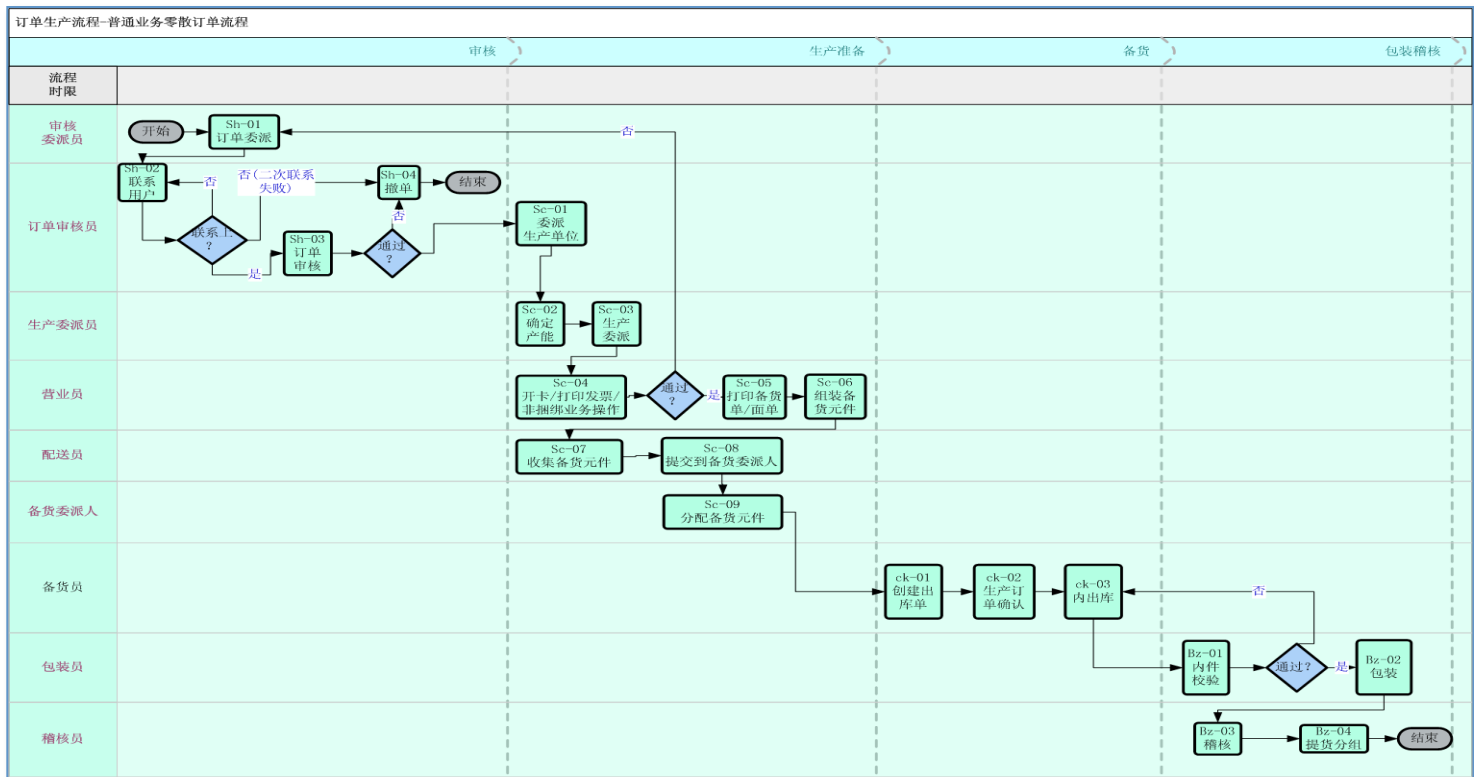 订单生产流程-普通业务零散订单流程
审核
生产准备
备货
包装稽核
流程
时限
审核
委派员
开始
Sh-01
订单委派
否
订单审核员
Sh-02
联系
用户
否
否(二次联系
失败)
Sh-04
撤单
结束
联系上
?
是
Sh-03
订单
审核
通过
?
否
Sc-01
委派
生产单位
生产委派员
Sc-02
确定
产能
Sc-03
生产
委派
营业员
Sc-04
开卡/打印发票/
非捆绑业务操作
通过
?
是
Sc-05
打印备货
单/面单
Sc-06
组装备
货元件
配送员
Sc-07
收集备货元件
Sc-08
提交到备货委派人
备货委派人
Sc-09
分配备货元件
备货员
ck-01
创建出
库单
ck-02
生产订
单确认
ck-03
内出库
否
包装员
Bz-01
内件
校验
通过?
是
Bz-02
包装
稽核员
Bz-03
稽核
Bz-04
提货分组
结束